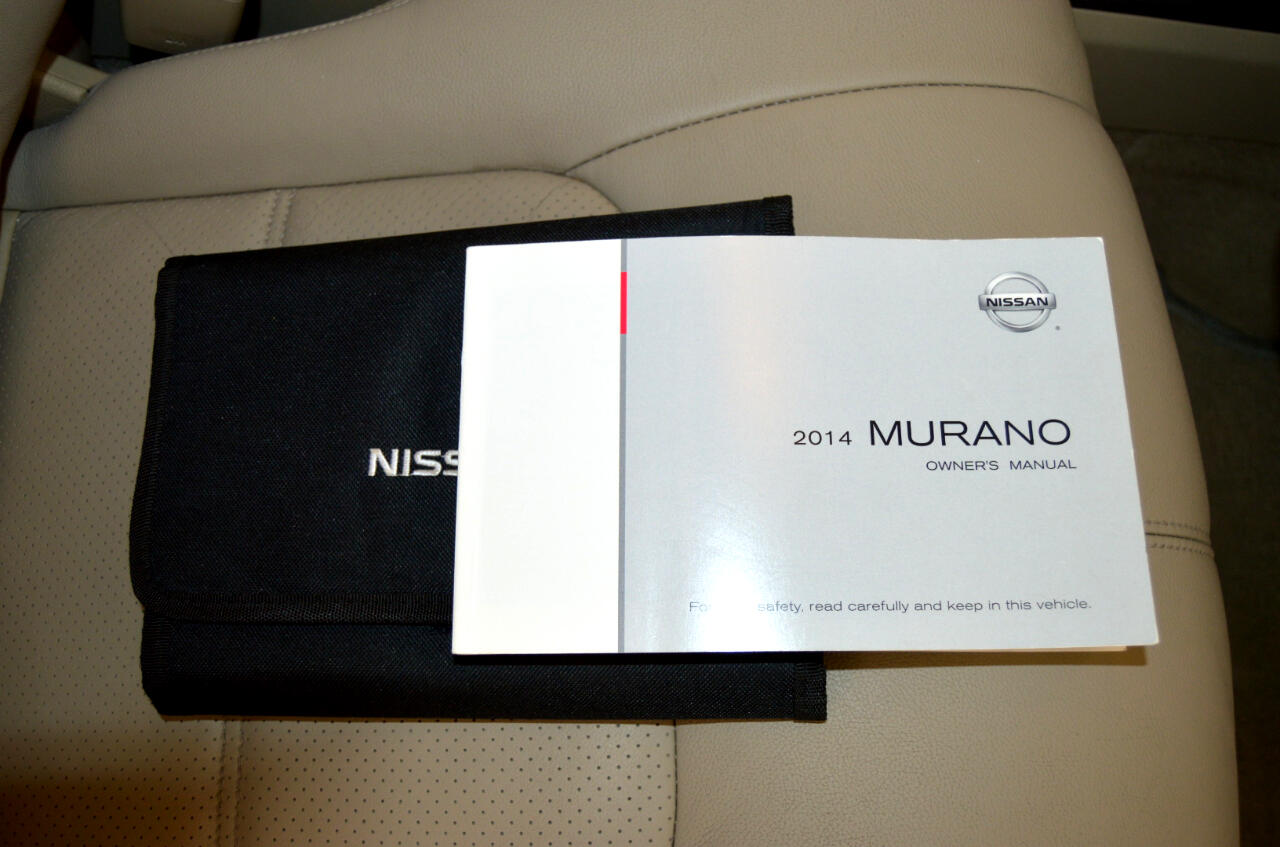 NISSAN
2014 MURANO
OWNER'S MANUAL
safety, read carefully and keep in this vehicle.
NISS